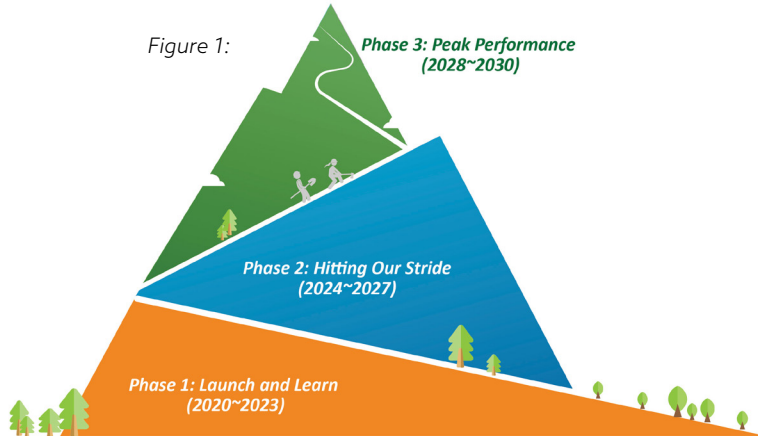 Figure 1:
Phase 3: Peak Performance
(2028~2030)
Phase 2: Hitting Our Stride
(2024~2027)
Phase 1: Launch and Learn
(2020~2023)